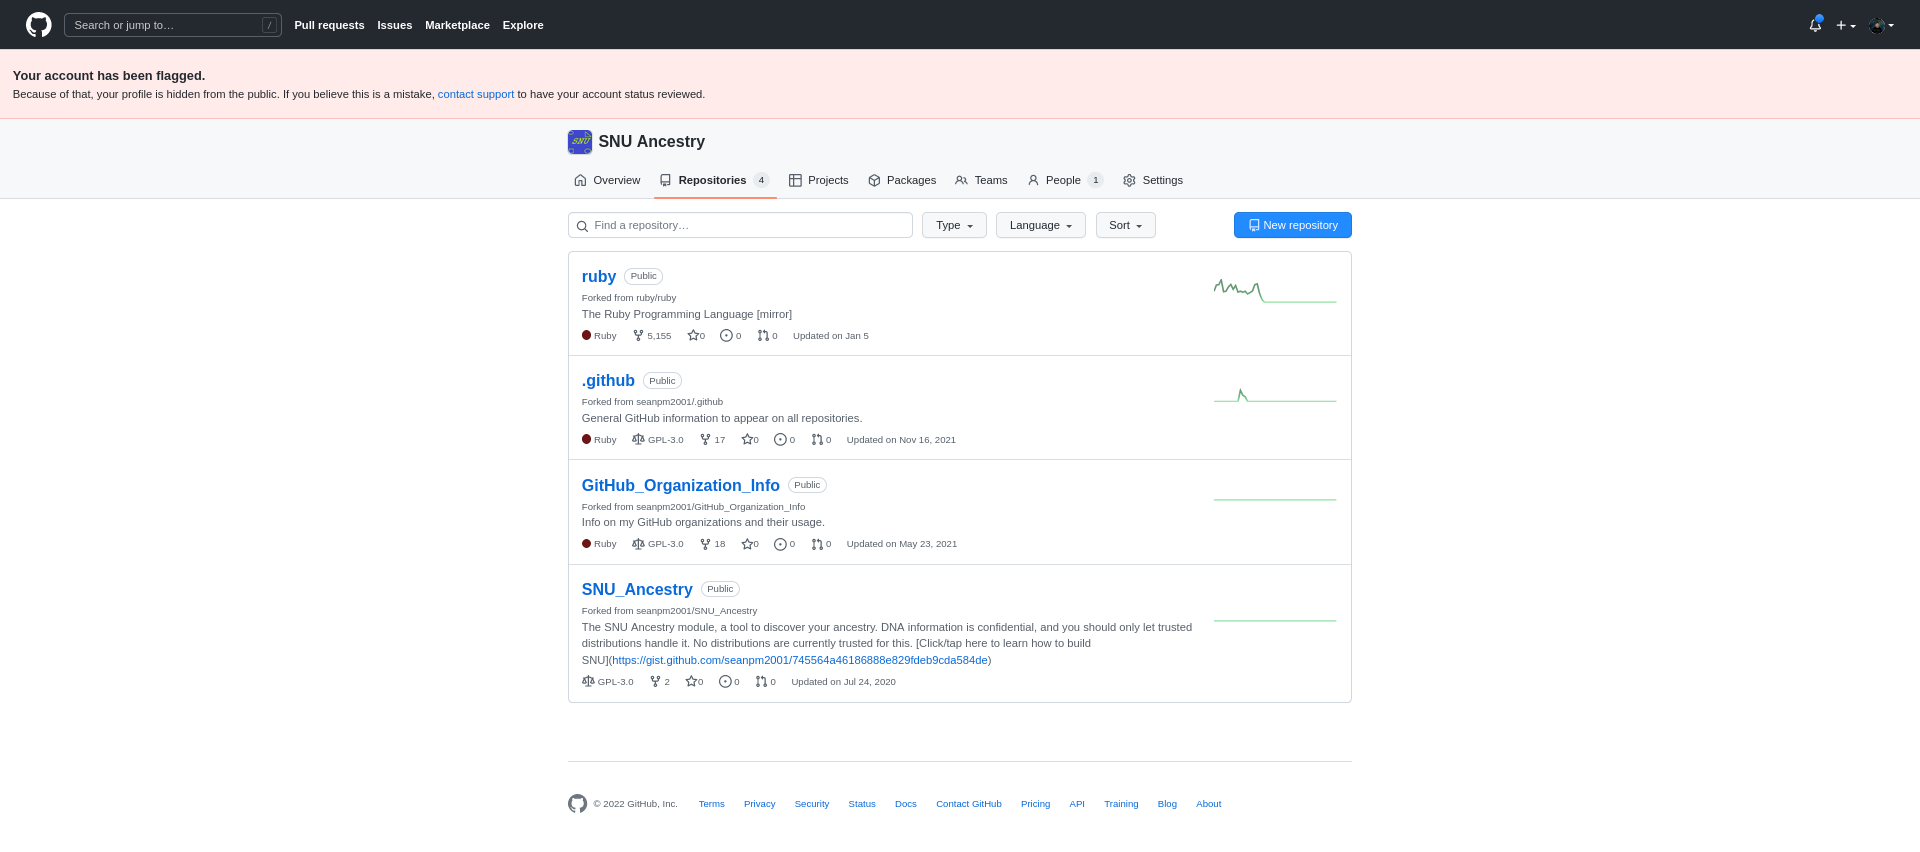 Search or jump to… /
Pull requests Issues Marketplace Explore
Your account has been flagged.
Because of that, your profile is hidden from the public. If you believe this is a mistake, contact support to have your account status reviewed.
SNU SNU Ancestry
Overview Repositories 4 Projects Packages Teams People 1 Settings
Find a repository… Type Language Sort New repository
ruby Public
Forked from ruby/ruby
The Ruby Programming Language [mirror]
Ruby 5,155 0 0 0 Updated on Jan 5
.github Public
Forked from seanpm2001/.github
General GitHub information to appear on all repositories.
Ruby GPL-3.0 17 0 0 0 Updated on Nov 16, 2021
GitHub_Organization_Info Public
Forked from seanpm2001/GitHub_Organization_Info
Info on my GitHub organizations and their usage.
Ruby GPL-3.0 18 0 0 0 Updated on May 23, 2021
SNU_Ancestry Public
Forked from seanpm2001/SNU_Ancestry
The SNU Ancestry module, a tool to discover your ancestry. DNA information is confidential, and you should only let trusted
distributions handle it. No distributions are currently trusted for this. [Click/tap here to learn how to build
SNU](https://gist.github.com/seanpm2001/745564a46186888e829fdeb9cda584de)
GPL-3.0 2 0 0 0 Updated on Jul 24, 2020
© 2022 GitHub, Inc. Terms Privacy Security Status Docs Contact GitHub Pricing API Training Blog About